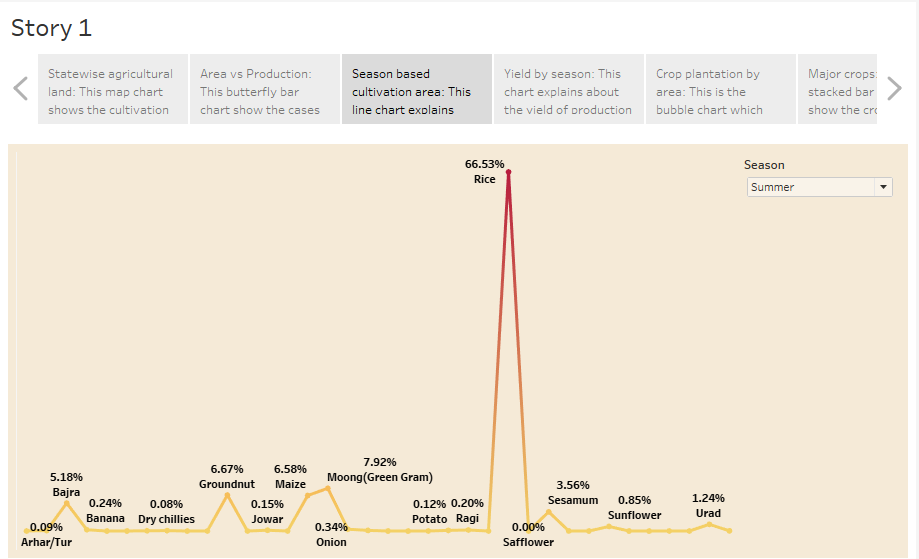 Story 1
Statewise agricultural
land: This map chart
shows the cultivation
Area vs Production:
This butterfly bar
chart show the cases
Season based
cultivation area: This
line chart explains
Yield by season: This
chart explains about
the vield of production
Crop plantation by
area: This is the
bubble chart which
Major crops:
stacked bar
show the cro
Season
Summer
66.53%
Rice
5.18%
Bajra
0.09%
Arhar/Tur
0.24%
Banana
0.08%
Dry chillies
6.67%
Groundnut
0.15%
Jowar
6.58%
Maize
0.34%
Onion
7.92%
Moong(Green Gram)
0.12%
Potato
0.20%
Ragi
0.00%
Safflower
3.56%
Sesamum
0.85%
Sunflower
1.24%
Urad